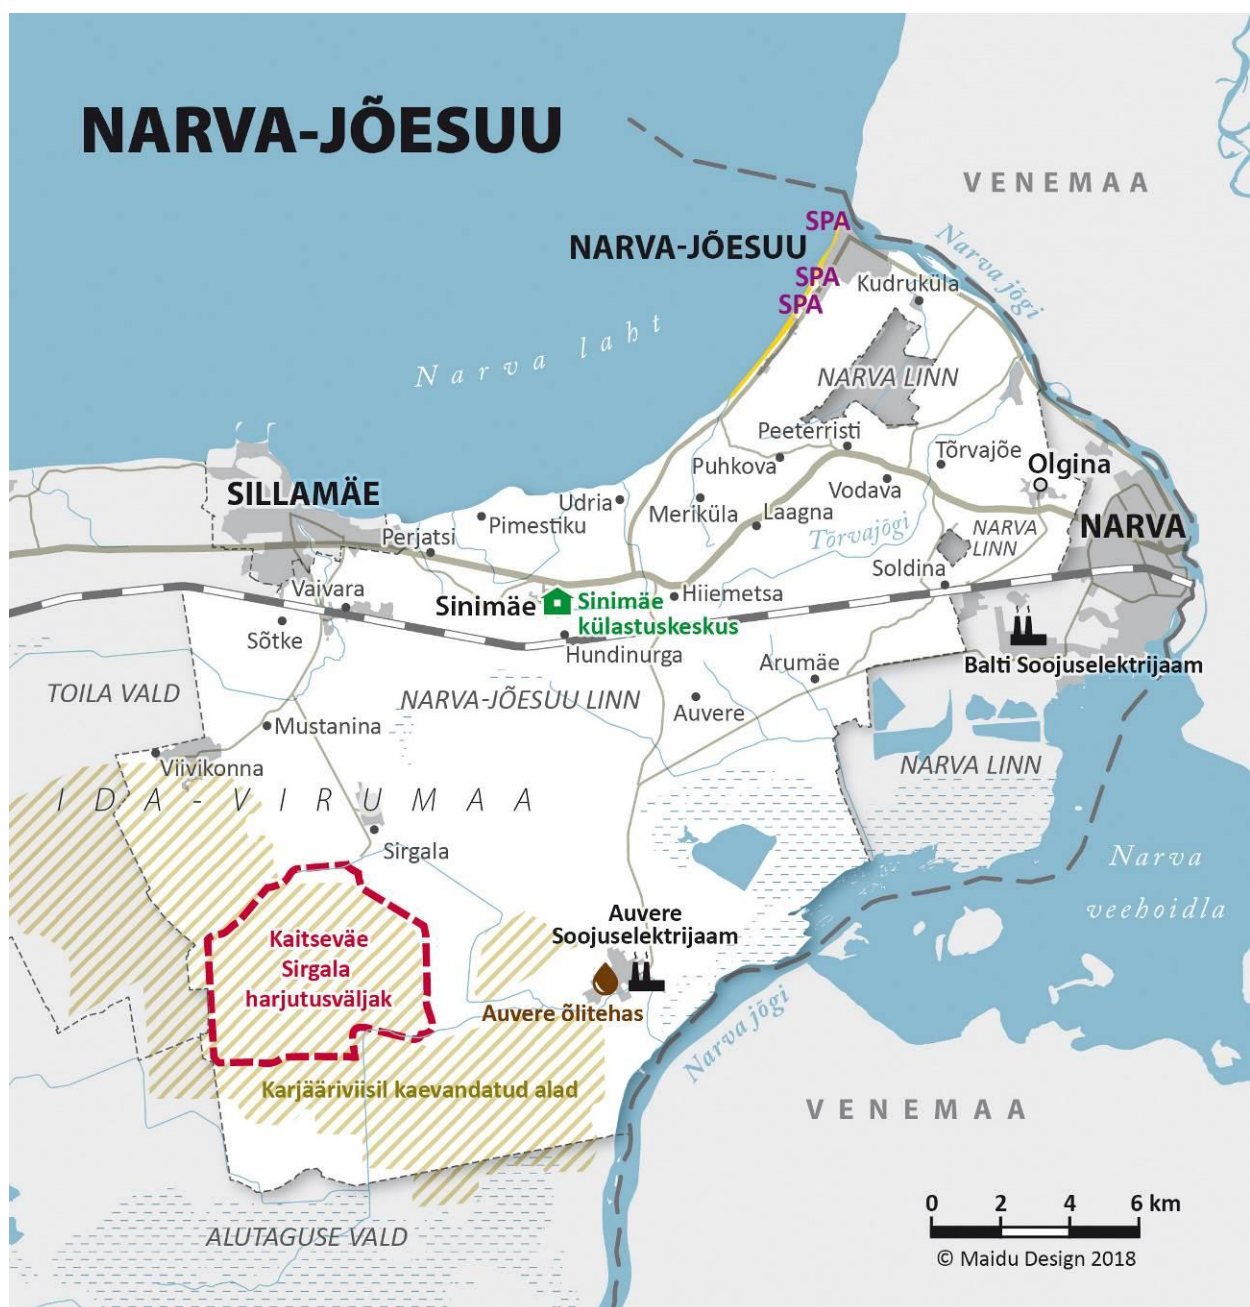 NARVA-JÕESUU
VENEMAA
SPA
NARVA-JÕESUU
Narva jõgi
SPA
SPA
Kudruküla
Narva laht
NARVA LINN
Peeterristi
Puhkova
Tõrvajõe
Olgina
SILLAMÄE
Udria
Meriküla
Vodava
Laagna
Pimestiku
Perjatsi
Tõrvajõgi
NARVA
LINN
NARVA
Soldina
Vaivara
Sinimäe
Sinimäe
külastuskeskus
Hiiemetsa
Sõtke
Hundinurga
Arumäe
Balti Soojuselektrijaam
TOILA VALD
NARVA-JÕESUU LINN
Auvere
Mustanina
Viivikonna
NARVA LINN
IDA-VIRUMAA
Sirgala
Narva
veehoidla
Auvere
Soojuselektrijaam
Kaitseväe
Sirgala
harjutusväljak
Auvere õlitehas
Narva jõgi
Karjääriviisil kaevandatud alad
VENEMAA
ALUTAGUSE VALD
0 2 4 6 km
© Maidu Design 2018